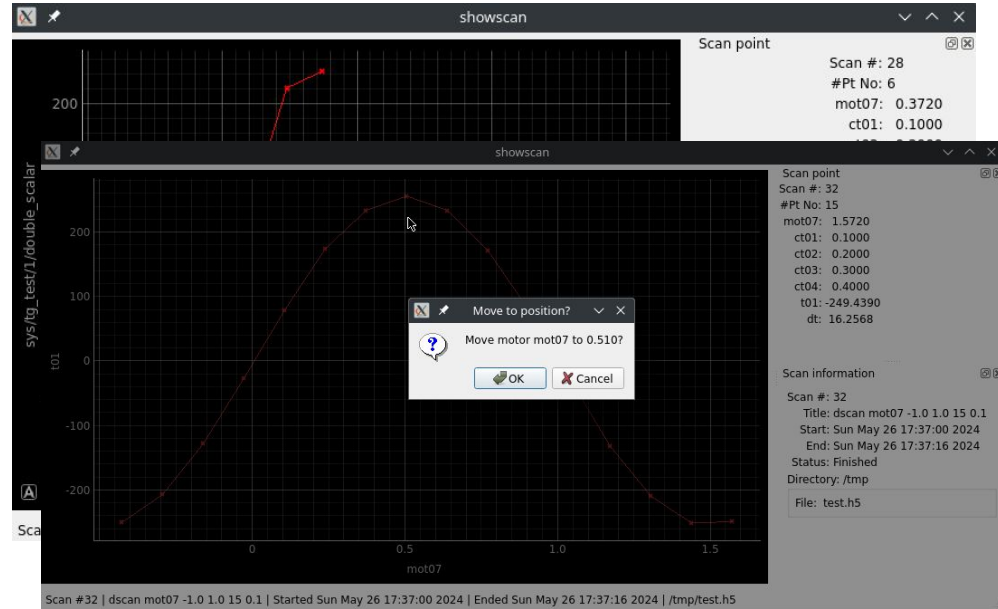 showscan
Scan point
Scan #: 28
#Pt No: 6
mot07: 0.3720
ct01: 0.1000
200
sys/tg_test/1/double_scalar
A
Sca
showscan
Scan point
Scan #: 32
#Pt No: 15
mot07: 1.5720
ct01: 0.1000
ct02: 0.2000
ct03: 0.3000
ct04: 0.4000
t01: -249.4390
dt: 16.2568
200
100
0
-100
-200
t01
0 0.5 1.0 1.5
mot07
Move to position?
Move motor mot07 to 0.510?
OK Cancel
Scan information
Scan #: 32
Title: dscan mot07 -1.0 1.0 15 0.1
Start: Sun May 26 17:37:00 2024
End: Sun May 26 17:37:16 2024
Status: Finished
Directory: /tmp
File: test.h5
Scan #32 | dscan mot07 -1.0 1.0 15 0.1 | Started Sun May 26 17:37:00 2024 | Ended Sun May 26 17:37:16 2024 | /tmp/test.h5